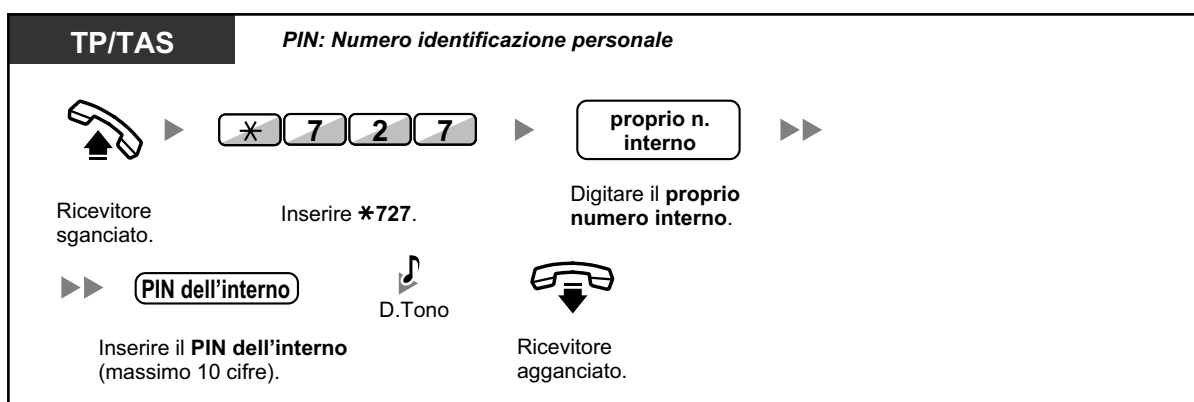 TP/TAS
PIN: Numero identificazione personale
✳ 7 2 7
proprio n.
interno
Ricevitore
sganciato.
Inserire ✳727.
Digitare il proprio
numero interno.
PIN dell'interno
D.Tono
Inserire il PIN dell'interno
(massimo 10 cifre).
Ricevitore
agganciato.